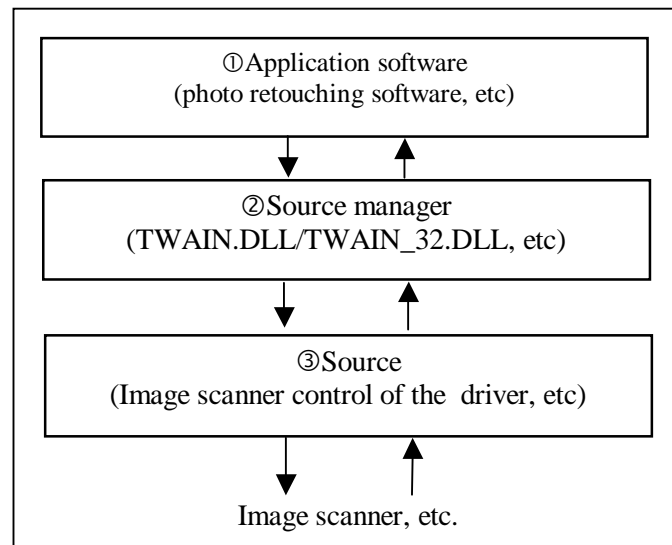 ①Application software
(photo retouching software, etc)
②Source manager
(TWAIN.DLL/TWAIN_32.DLL, etc)
③Source
(Image scanner control of the driver, etc)
Image scanner, etc.